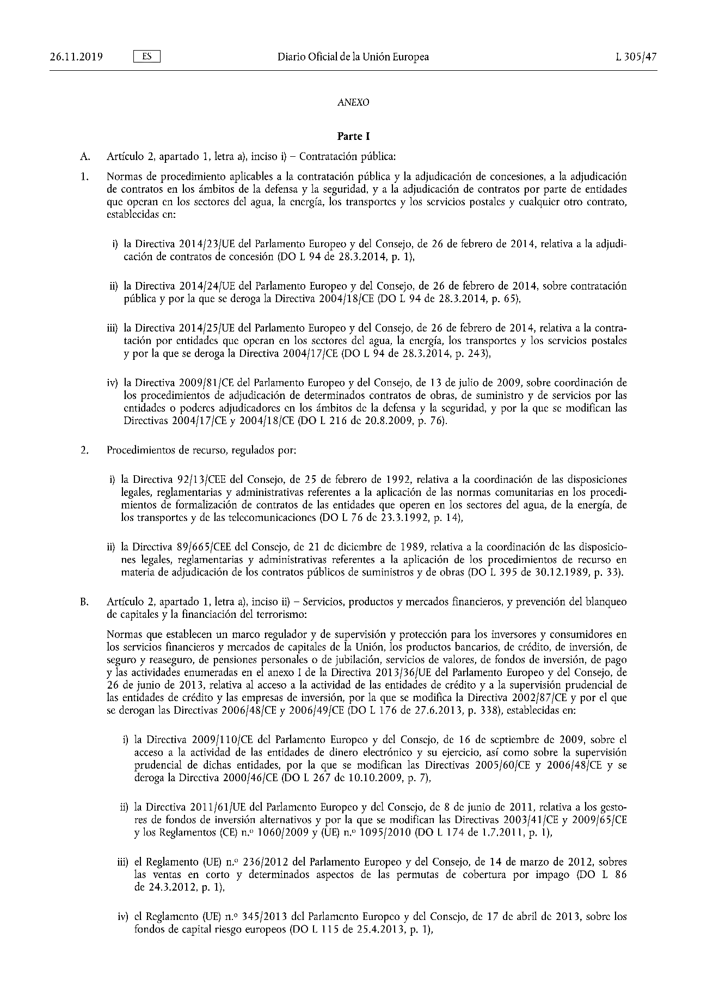 26.11.2019 ES Diario Oficial de la Unión Europea L 305/47
ANEXO
Parte I
A. Artículo 2, apartado 1, letra a), inciso i) – Contratación pública:
1. Normas de procedimiento aplicables a la contratación pública y la adjudicación de concesiones, a la adjudicación
de contratos en los ámbitos de la defensa y la seguridad, y a la adjudicación de contratos por parte de entidades
que operan en los sectores del agua, la energía, los transportes y los servicios postales y cualquier otro contrato,
establecidas en:
i) la Directiva 2014/23/UE del Parlamento Europeo y del Consejo, de 26 de febrero de 2014, relativa a la adjudi-
cación de contratos de concesión (DO L 94 de 28.3.2014, p. 1),
ii) la Directiva 2014/24/UE del Parlamento Europeo y del Consejo, de 26 de febrero de 2014, sobre contratación
pública y por la que se deroga la Directiva 2004/18/CE (DO L 94 de 28.3.2014, p. 65),
iii) la Directiva 2014/25/UE del Parlamento Europeo y del Consejo, de 26 de febrero de 2014, relativa a la contra-
tación por entidades que operan en los sectores del agua, la energía, los transportes y los servicios postales
y por la que se deroga la Directiva 2004/17/CE (DO L 94 de 28.3.2014, p. 243),
iv) la Directiva 2009/81/CE del Parlamento Europeo y del Consejo, de 13 de julio de 2009, sobre coordinación de
los procedimientos de adjudicación de determinados contratos de obras, de suministro y de servicios por las
entidades o poderes adjudicadores en los ámbitos de la defensa y la seguridad, y por la que se modifican las
Directivas 2004/17/CE y 2004/18/CE (DO L 216 de 20.8.2009, p. 76).
2. Procedimientos de recurso, regulados por:
i) la Directiva 92/13/CEE del Consejo, de 25 de febrero de 1992, relativa a la coordinación de las disposiciones
legales, reglamentarias y administrativas referentes a la aplicación de las normas comunitarias en los procedi-
mientos de formalización de contratos de las entidades que operen en los sectores del agua, de la energía, de
los transportes y de las telecomunicaciones (DO L 76 de 23.3.1992, p. 14),
ii) la Directiva 89/665/CEE del Consejo, de 21 de diciembre de 1989, relativa a la coordinación de las disposicio-
nes legales, reglamentarias y administrativas referentes a la aplicación de los procedimientos de recurso en
materia de adjudicación de los contratos públicos de suministros y de obras (DO L 395 de 30.12.1989, p. 33).
B. Artículo 2, apartado 1, letra a), inciso ii) – Servicios, productos y mercados financieros, y prevención del blanqueo
de capitales y la financiación del terrorismo:
Normas que establecen un marco regulador y de supervisión y protección para los inversores y consumidores en
los servicios financieros y mercados de capitales de la Unión, los productos bancarios, de crédito, de inversión, de
seguro y reaseguro, de pensiones personales o de jubilación, servicios de valores, de fondos de inversión, de pago
y las actividades enumeradas en el anexo I de la Directiva 2013/36/UE del Parlamento Europeo y del Consejo, de
26 de junio de 2013, relativa al acceso a la actividad de las entidades de crédito y a la supervisión prudencial de
las entidades de crédito y las empresas de inversión, por la que se modifica la Directiva 2002/87/CE y por el que
se derogan las Directivas 2006/48/CE y 2006/49/CE (DO L 176 de 27.6.2013, p. 338), establecidas en:
i) la Directiva 2009/110/CE del Parlamento Europeo y del Consejo, de 16 de septiembre de 2009, sobre el
acceso a la actividad de las entidades de dinero electrónico y su ejercicio, así como sobre la supervisión
prudencial de dichas entidades, por la que se modifican las Directivas 2005/60/CE y 2006/48/CE y se
deroga la Directiva 2000/46/CE (DO L 267 de 10.10.2009, p. 7),
ii) la Directiva 2011/61/UE del Parlamento Europeo y del Consejo, de 8 de junio de 2011, relativa a los gesto-
res de fondos de inversión alternativos y por la que se modifican las Directivas 2003/41/CE y 2009/65/CE
y los Reglamentos (CE) n.º 1060/2009 y (UE) n.º 1095/2010 (DO L 174 de 1.7.2011, p. 1),
iii) el Reglamento (UE) n.º 236/2012 del Parlamento Europeo y del Consejo, de 14 de marzo de 2012, sobres
las ventas en corto y determinados aspectos de las permutas de cobertura por impago (DO L 86
de 24.3.2012, p. 1),
iv) el Reglamento (UE) n.º 345/2013 del Parlamento Europeo y del Consejo, de 17 de abril de 2013, sobre los
fondos de capital riesgo europeos (DO L 115 de 25.4.2013, p. 1),